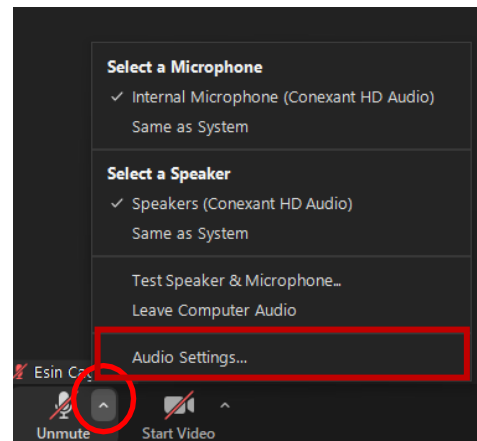 Select a Microphone
✓ Internal Microphone (Conexant HD Audio)
Same as System
Select a Speaker
✓ Speakers (Conexant HD Audio)
Same as System
Test Speaker & Microphone...
Leave Computer Audio
Audio Settings...
Esin
Unmute
Start Video